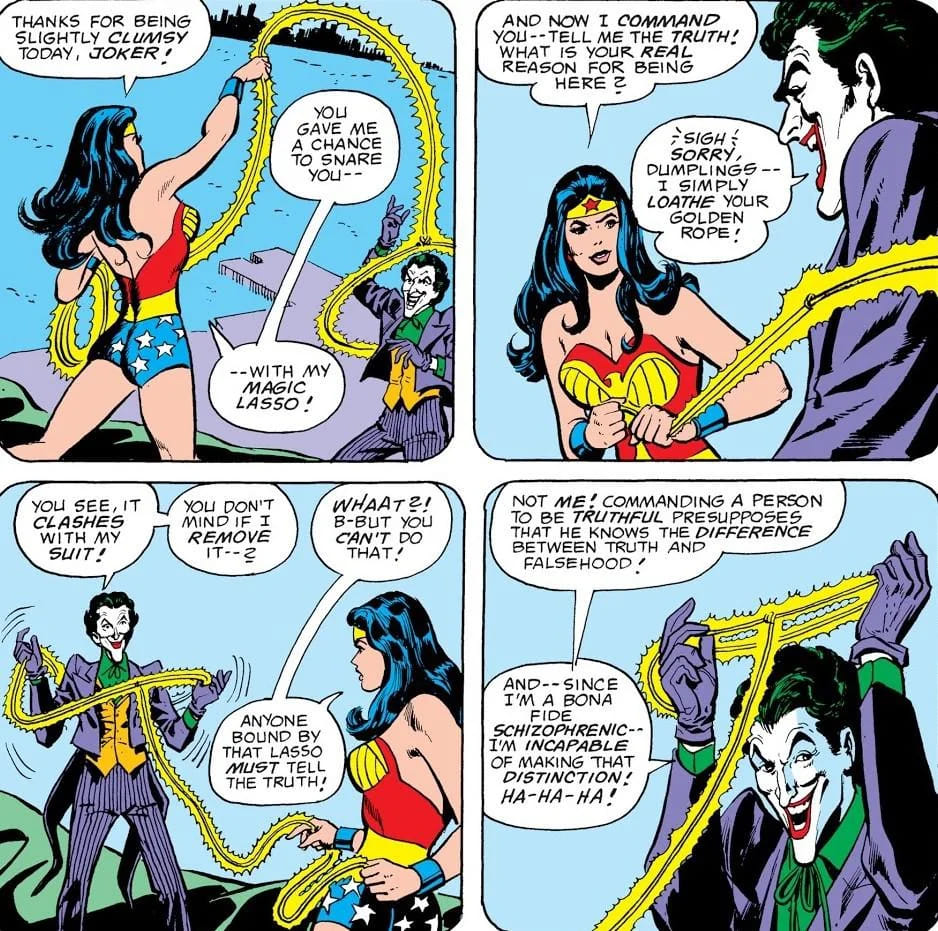 THANKS FOR BEING
SLIGHTLY CLUMSY
TODAY, JOKER!
YOU
GAVE ME
A CHANCE
TO SNARE
YOU--
--WITH MY
MAGIC
LASSO!
AND NOW I COMMAND
YOU--TELL ME THE TRUTH!
WHAT IS YOUR REAL
REASON FOR BEING
HERE?
SIGH
SORRY,
DUMPLINGS--
I SIMPLY
LOATHE YOUR
GOLDEN
ROPE!
YOU SEE, IT
CLASHES
WITH MY
SUIT!
YOU DON'T
MIND IF I
REMOVE
IT--?
WHAAT?!
B-BUT YOU
CAN'T DO
THAT!
ANYONE
BOUND BY
THAT LASSO
MUST TELL
THE TRUTH!
NOT ME! COMMANDING A PERSON
TO BE TRUTHFUL PRESUPPOSES
THAT HE KNOWS THE DIFFERENCE
BETWEEN TRUTH AND
FALSEHOOD!
AND--SINCE
I'M A BONA
FIDE
SCHIZOPHRENIC--
I'M INCAPABLE
OF MAKING THAT
DISTINCTION!
HA-HA-HA!